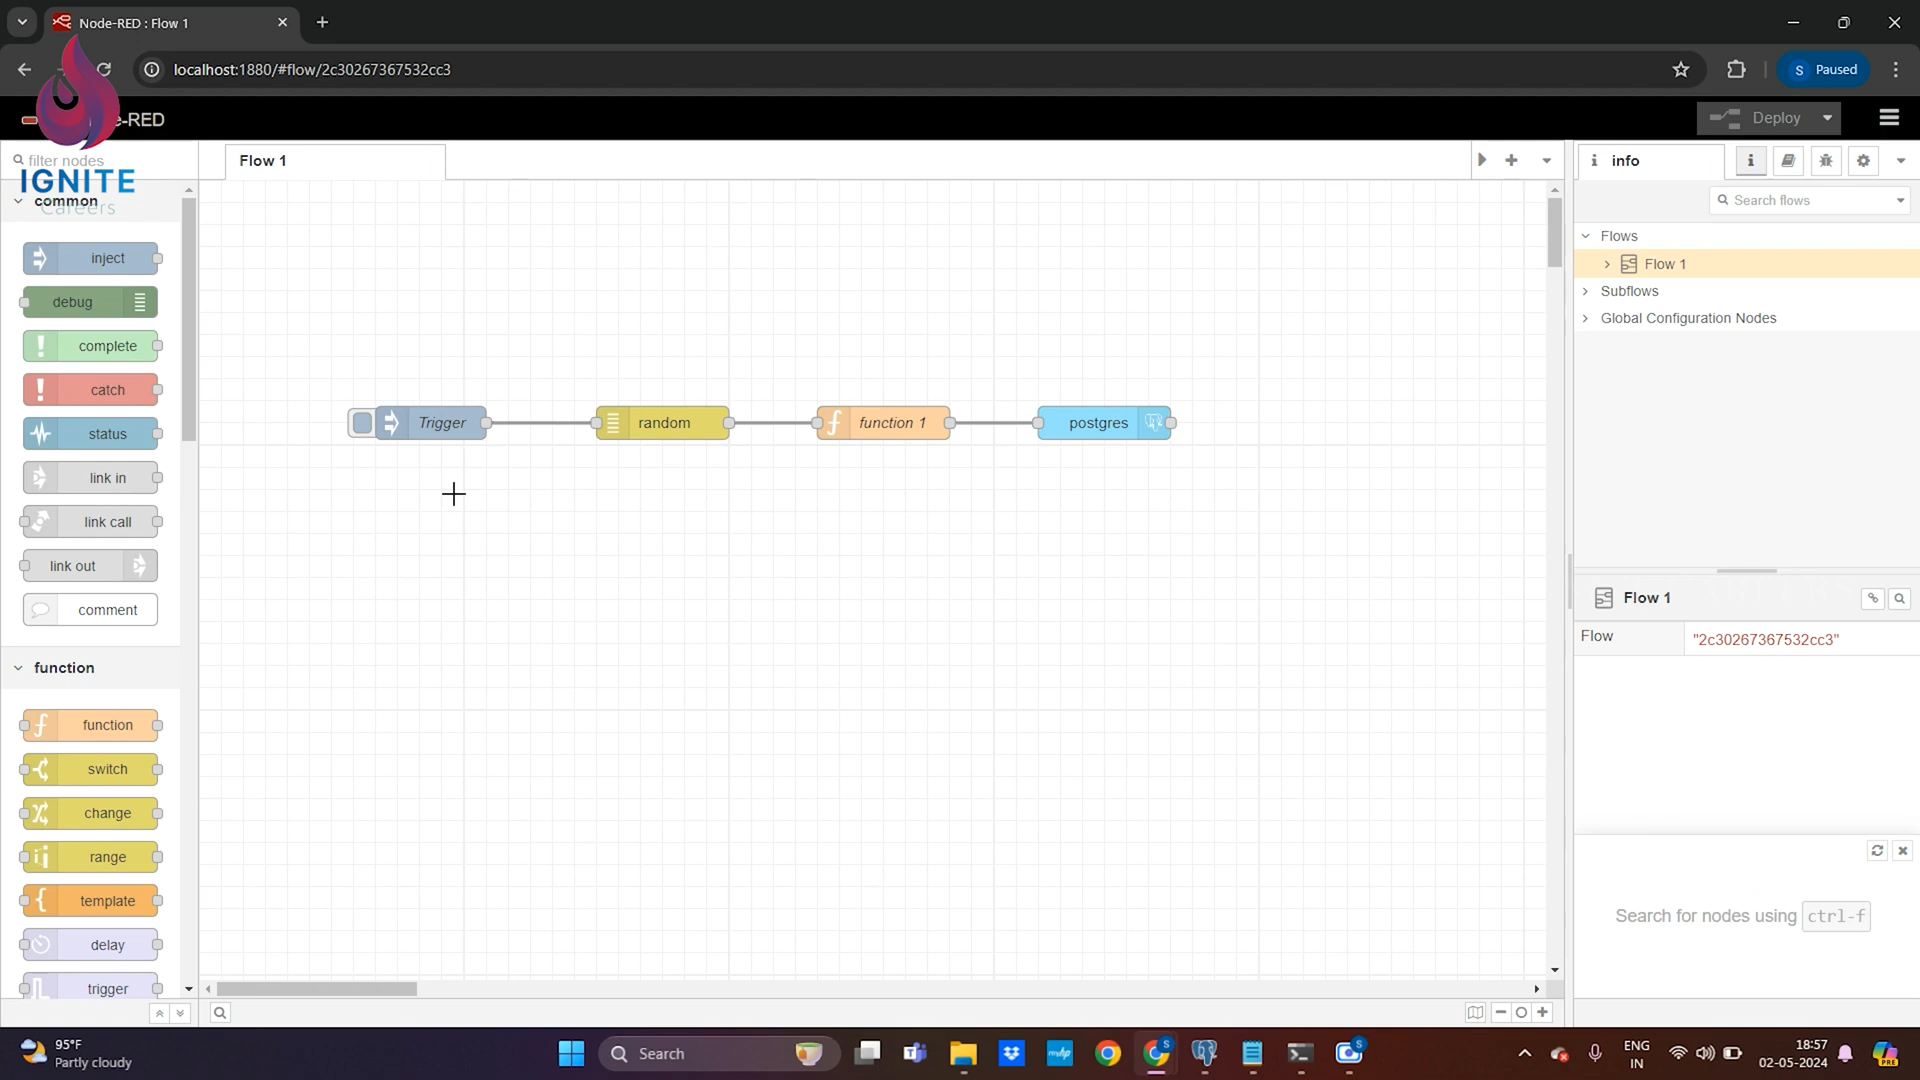 Node-RED : Flow 1
localhost:1880/#flow/2c30267367532cc3
S Paused
e-RED
Deploy
filter nodes
IGNITE
Careers
Flow 1
info
Search flows
common
inject
debug
complete
catch
status
link in
link call
link out
comment
function
function
switch
change
range
template
delay
trigger
Trigger
random
function 1
postgres
Flows
Flow 1
Subflows
Global Configuration Nodes
Flow 1
Flow "2c30267367532cc3"
Search for nodes using ctrl-f
95°F
Partly cloudy
Search
myhp
ENG
IN
18:57
02-05-2024
PRE